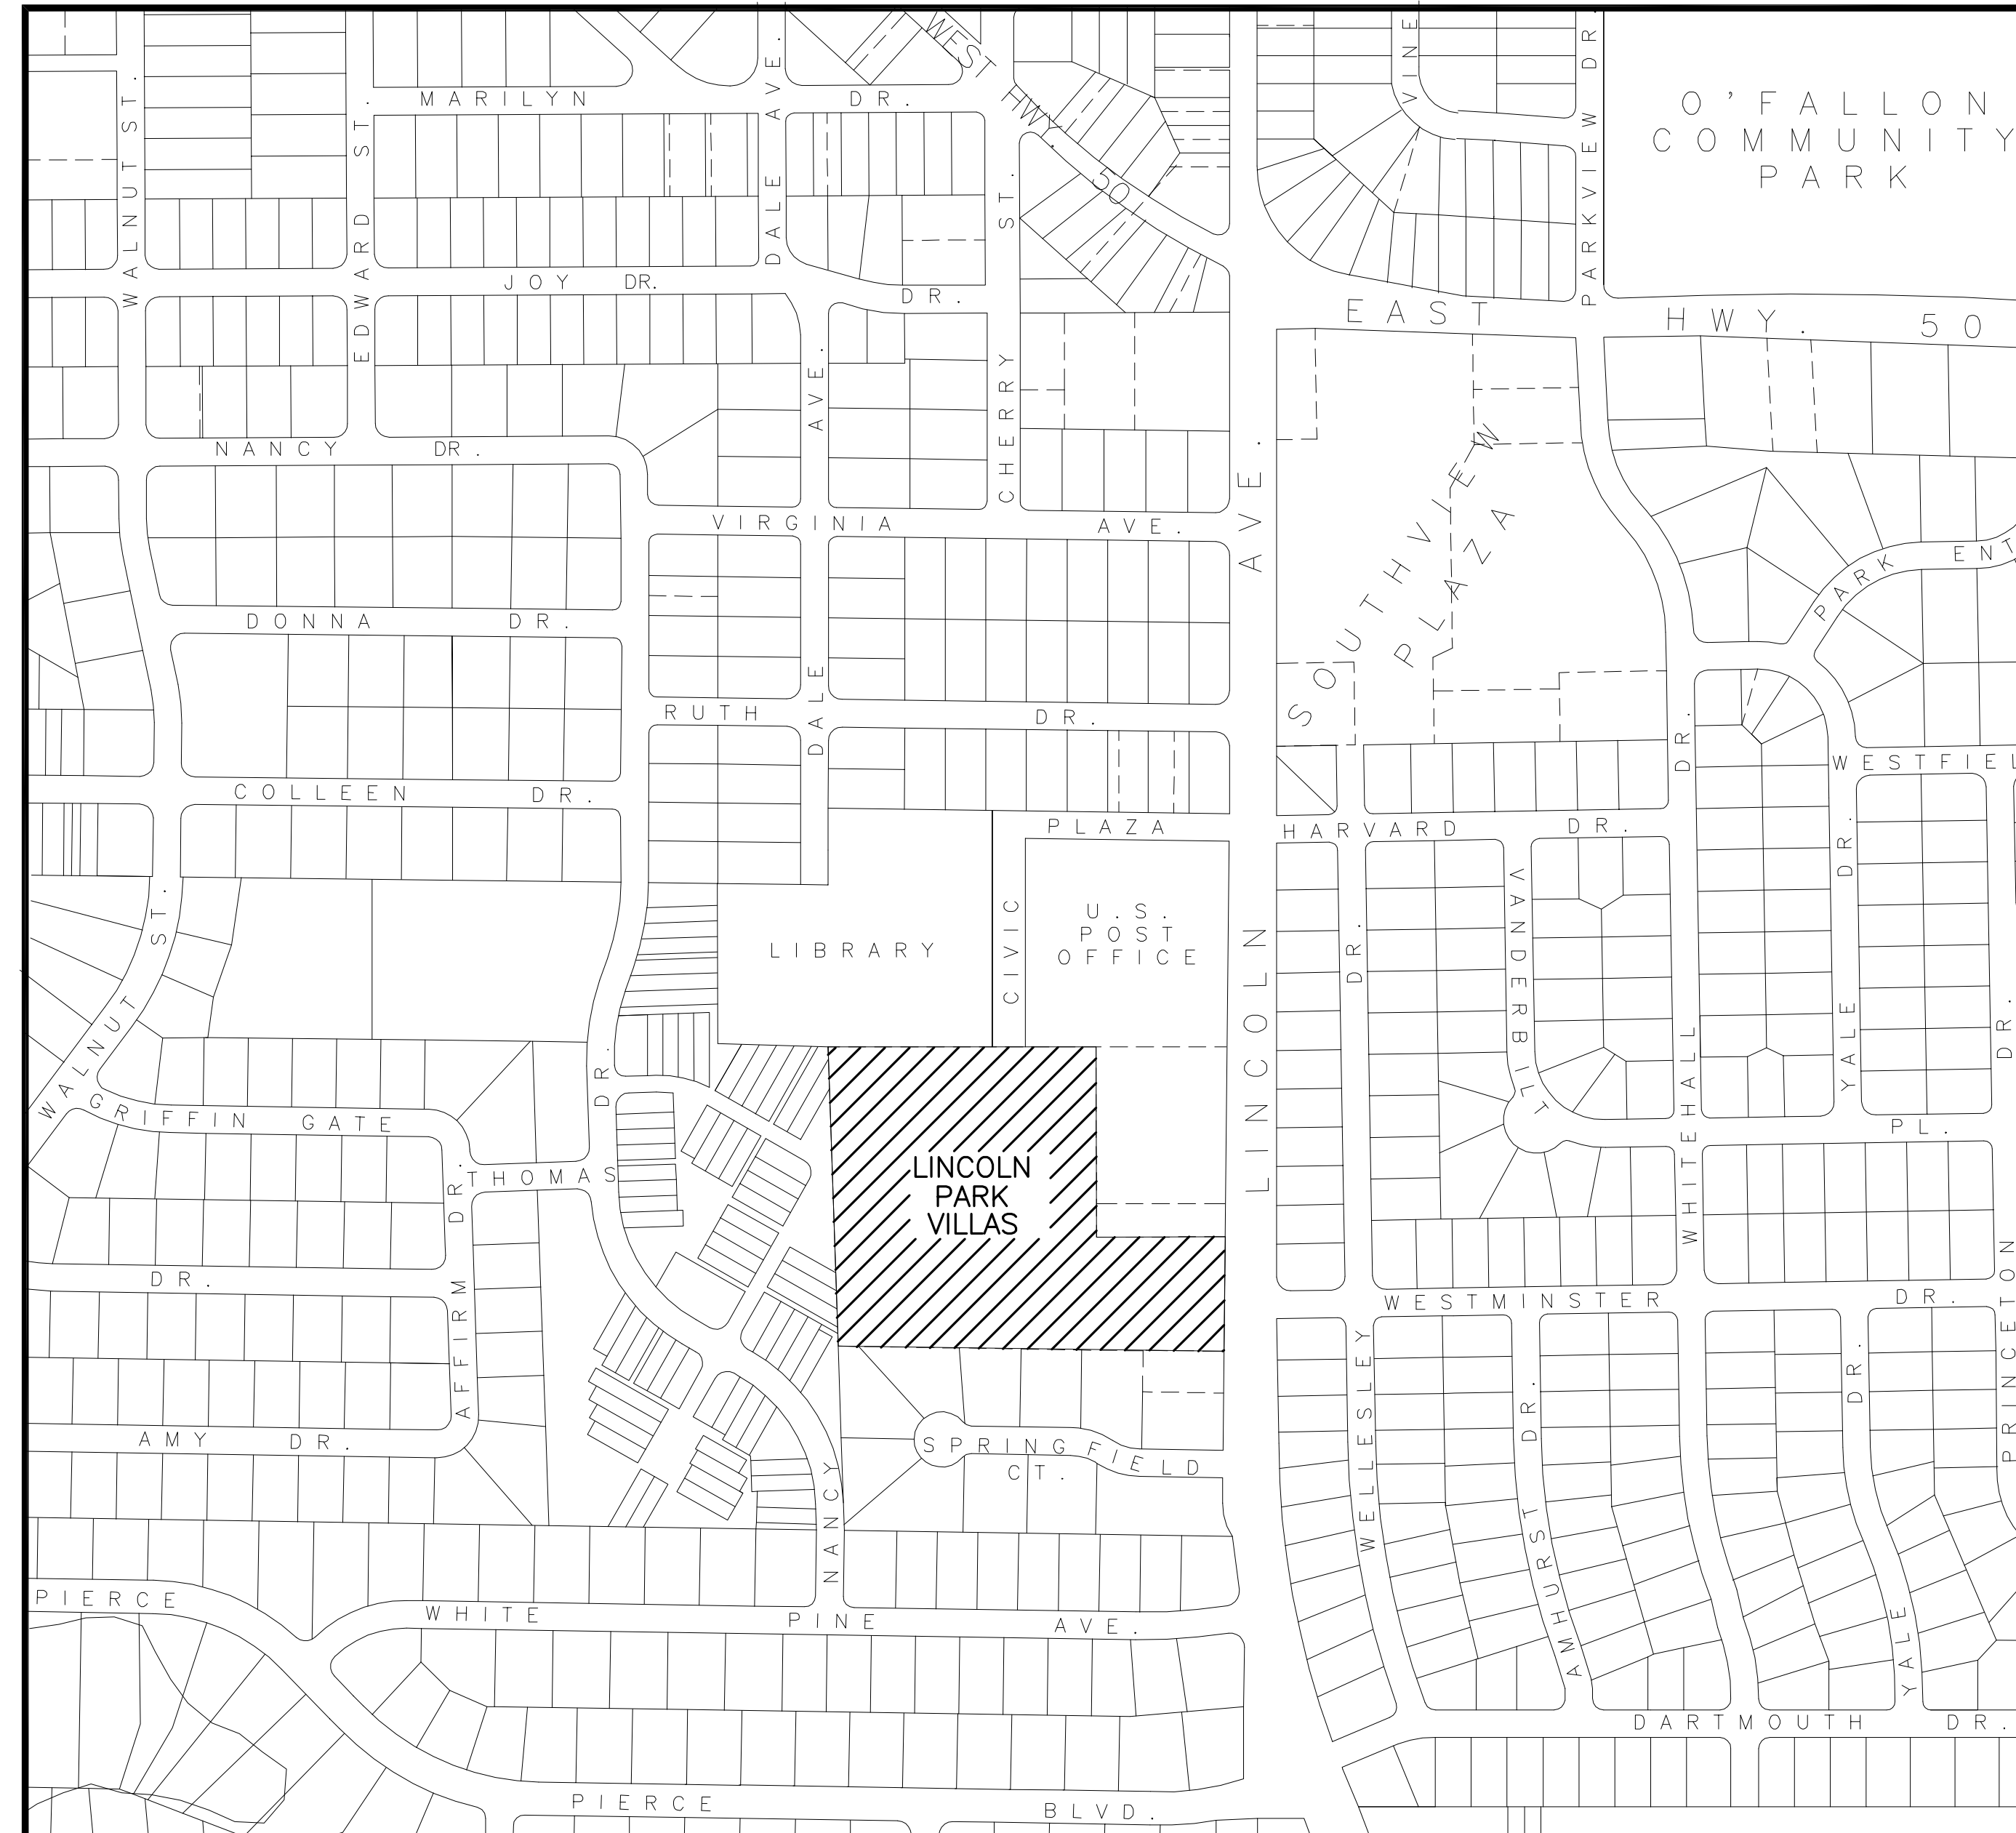 WEST HWY. 50
VINE
PARKVIEW DR.
O'FALLON
COMMUNITY
PARK
MARILYN DR.
WALNUT ST.
EDWARD ST.
DALE AVE.
JOY DR.
DR.
CHERRY ST.
EAST HWY. 50
NANCY DR.
DALE AVE.
VIRGINIA AVE.
LINCOLN AVE.
SOUTHVIEW
PLAZA
PARK ENT
DONNA DR.
RUTH DR.
COLLEEN DR.
WESTFIEL
PLAZA
HARVARD DR.
CIVIC
LIBRARY
U.S.
POST
OFFICE
WALNUT ST.
VANDERBILT
PL.
WHITEHALL DR.
YALE DR.
PRINCETON DR.
GRIFFIN GATE
DR.
THOMAS
NANCY DR.
LINCOLN
PARK
VILLAS
AFFIRM DR.
WESTMINSTER DR.
WELLESLEY DR.
AMHURST DR.
YALE DR.
AMY DR.
SPRINGFIELD
CT.
PIERCE BLVD.
WHITE PINE AVE.
DARTMOUTH DR.
PIERCE